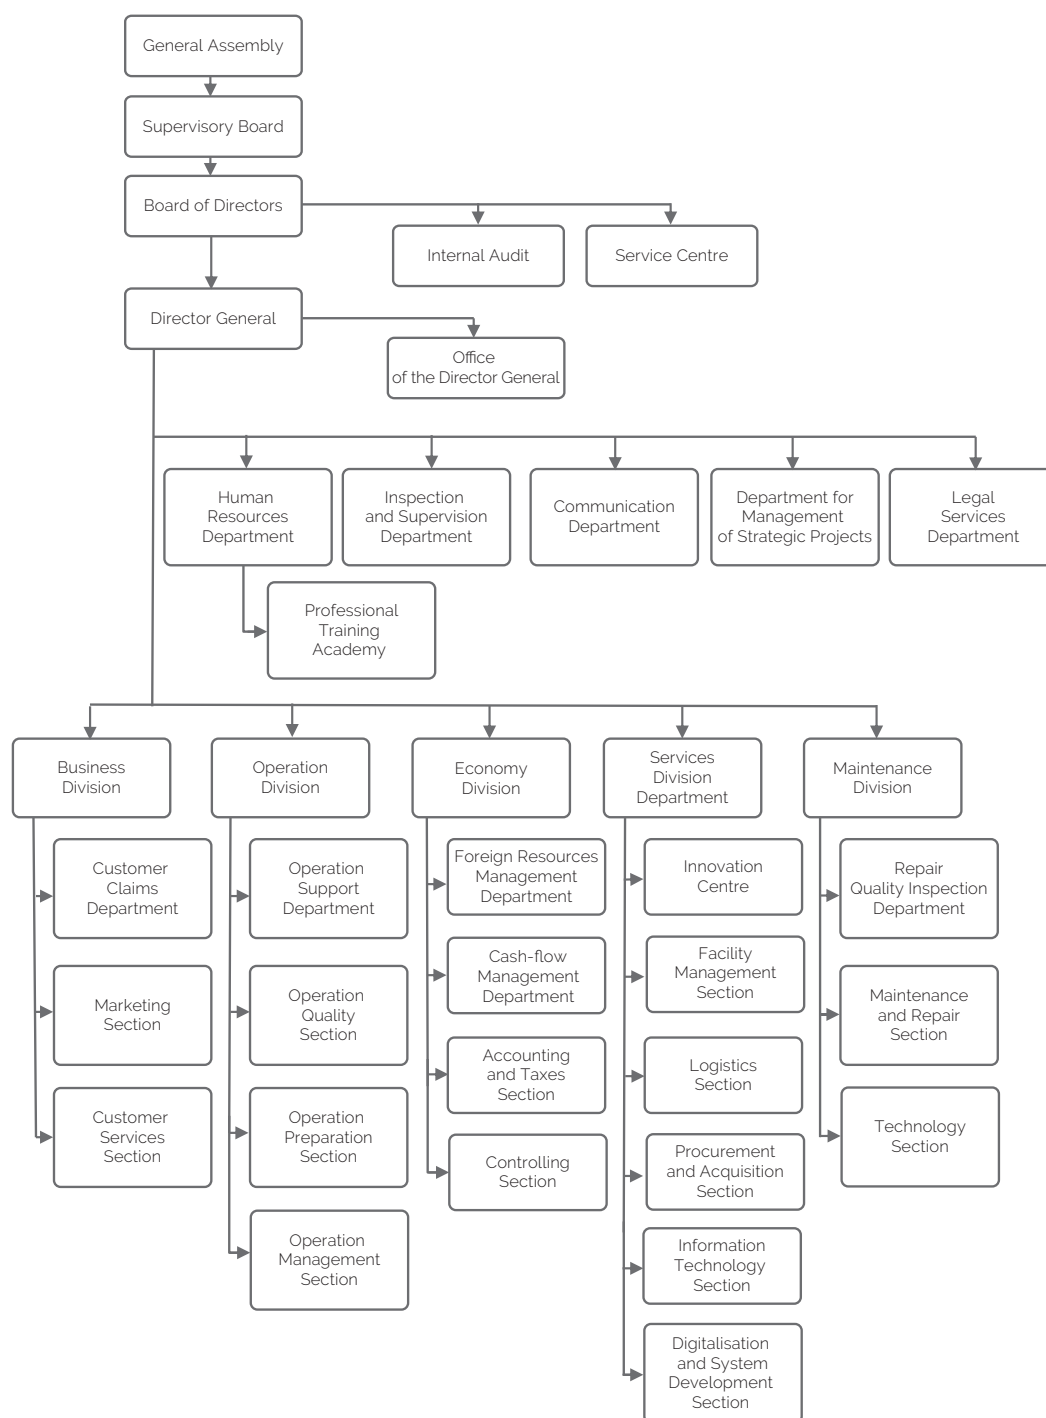 General Assembly
Supervisory Board
Board of Directors
Internal Audit
Service Centre
Director General
Office
of the Director General
Human
Resources
Department
Inspection
and Supervision
Department
Communication
Department
Department for
Management
of Strategic Projects
Legal
Services
Department
Professional
Training
Academy
Business
Division
Operation
Division
Economy
Division
Services
Division
Department
Maintenance
Division
Customer
Claims
Department
Marketing
Section
Customer
Services
Section
Operation
Support
Department
Operation
Quality
Section
Operation
Preparation
Section
Operation
Management
Section
Foreign Resources
Management
Department
Cash-flow
Management
Department
Accounting
and Taxes
Section
Controlling
Section
Innovation
Centre
Facility
Management
Section
Logistics
Section
Procurement
and Acquisition
Section
Information
Technology
Section
Digitalisation
and System
Development
Section
Repair
Quality Inspection
Department
Maintenance
and Repair
Section
Technology
Section